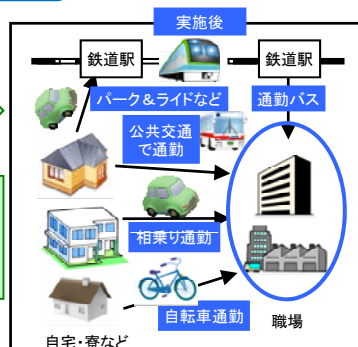 実施後
鉄道駅
鉄道駅
パーク＆ライドなど
通勤バス
公共交通
で通勤
相乗り通勤
自転車通勤
職場
自宅・寮など